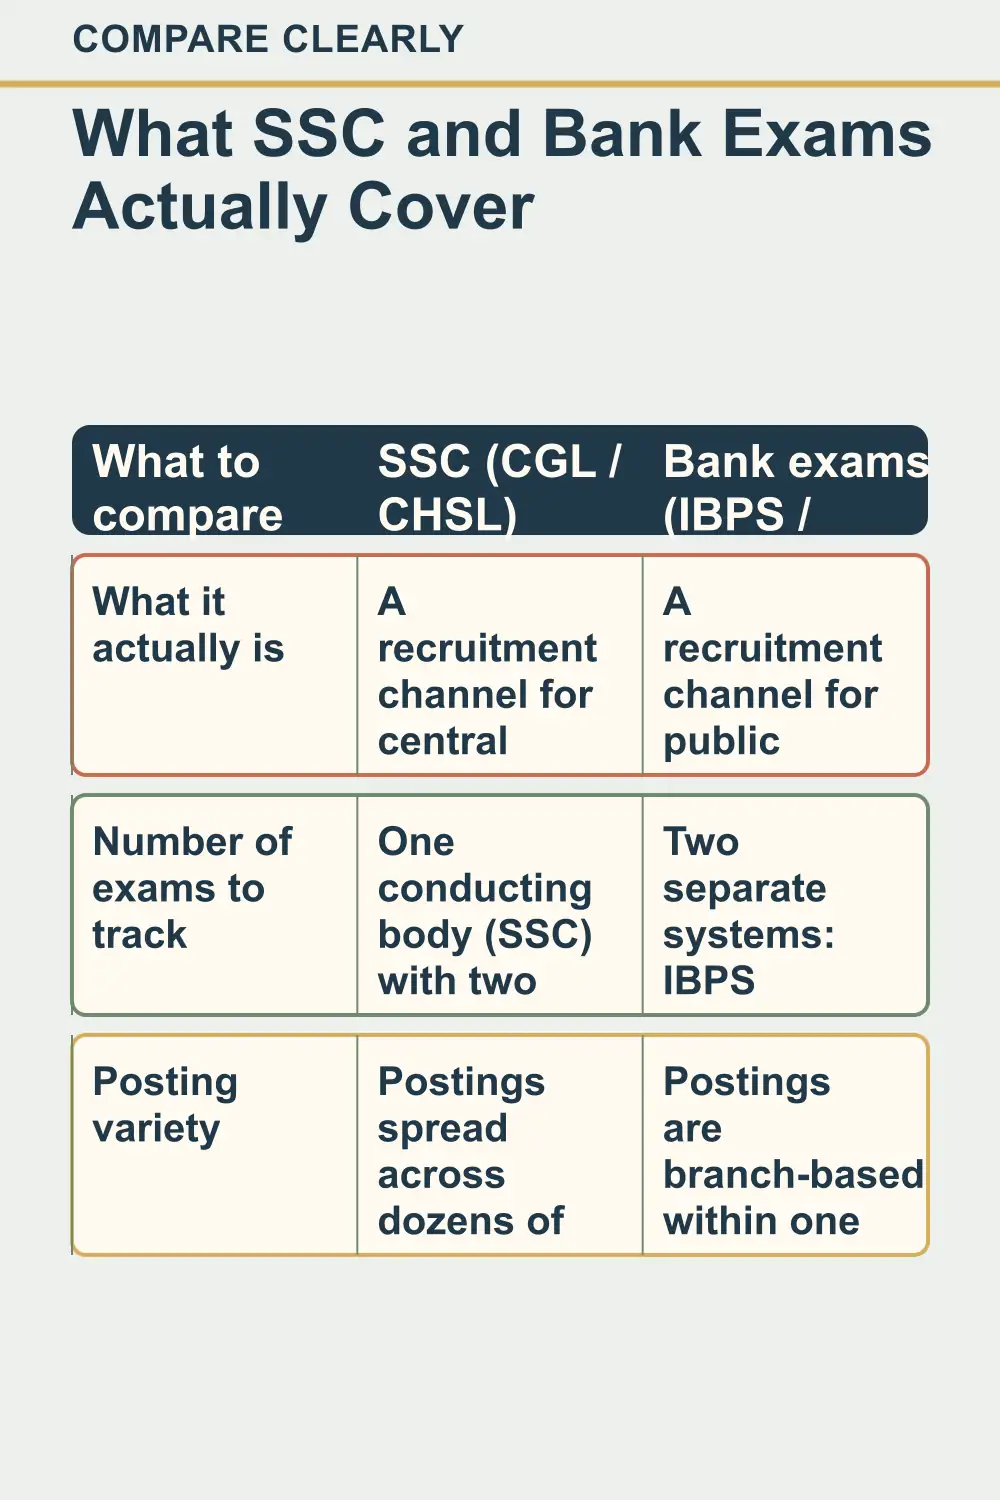 COMPARE CLEARLY
What SSC and Bank Exams
Actually Cover
What to
compare
SSC (CGL /
CHSL)
Bank exams
(IBPS /
What it
actually is
A
recruitment
channel for
central
A
recruitment
channel for
public
Number of
exams to
track
One
conducting
body (SSC)
with two
Two
separate
systems:
IBPS
Posting
variety
Postings
spread
across
dozens of
Postings
are
branch-based
within one